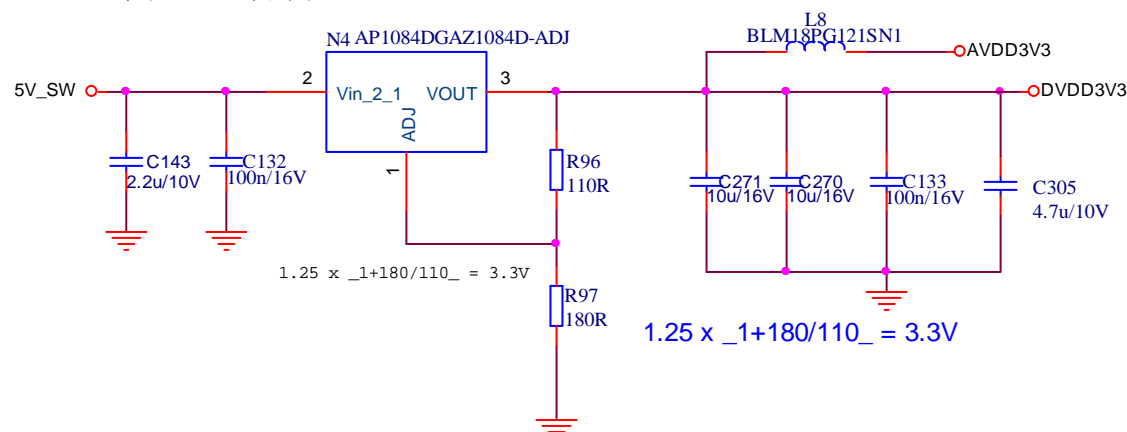 L8
BLM18PG121SN1
N4 AP1084DGAZ1084D-ADJ
AVDD3V3
5V_SW
2
Vin_2_1
VOUT
3
DVDD3V3
ADJ
1
C143
2.2u/10V
C132
100n/16V
R96
110R
C271
10u/16V
C270
10u/16V
C133
100n/16V
C305
4.7u/10V
1.25 x _1+180/110_ = 3.3V
R97
180R
1.25 x _1+180/110_ = 3.3V